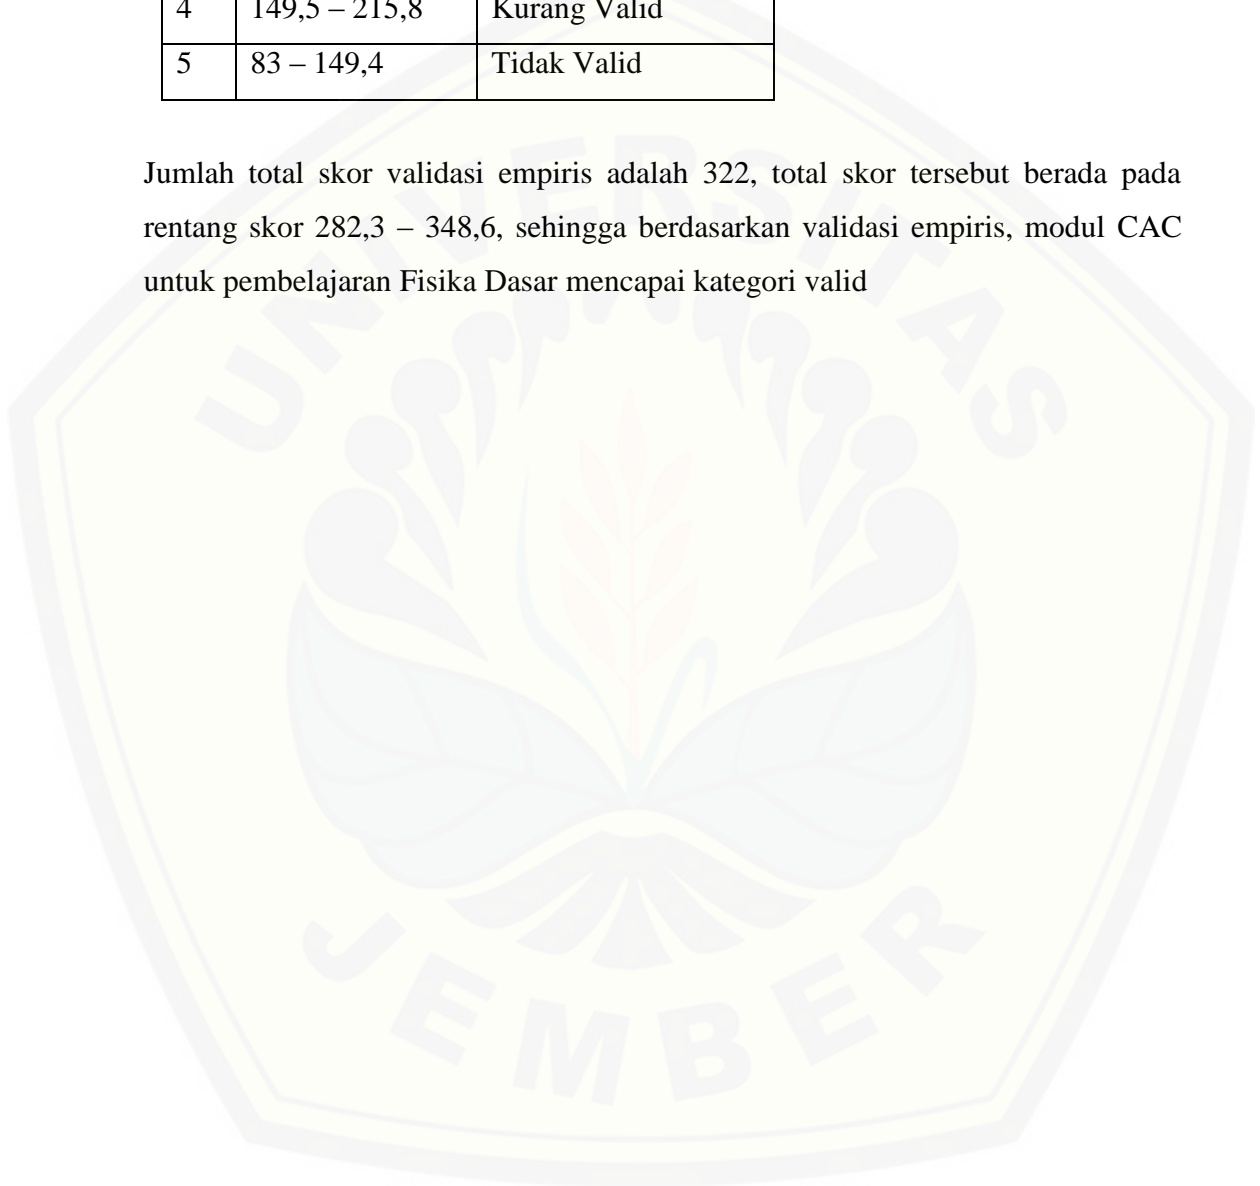 4 149,5 – 215,8 Kurang Valid
5 83 – 149,4 Tidak Valid
Jumlah total skor validasi empiris adalah 322, total skor tersebut berada pada
rentang skor 282,3 – 348,6, sehingga berdasarkan validasi empiris, modul CAC
untuk pembelajaran Fisika Dasar mencapai kategori valid
UNIVERSITAS
JEMBER